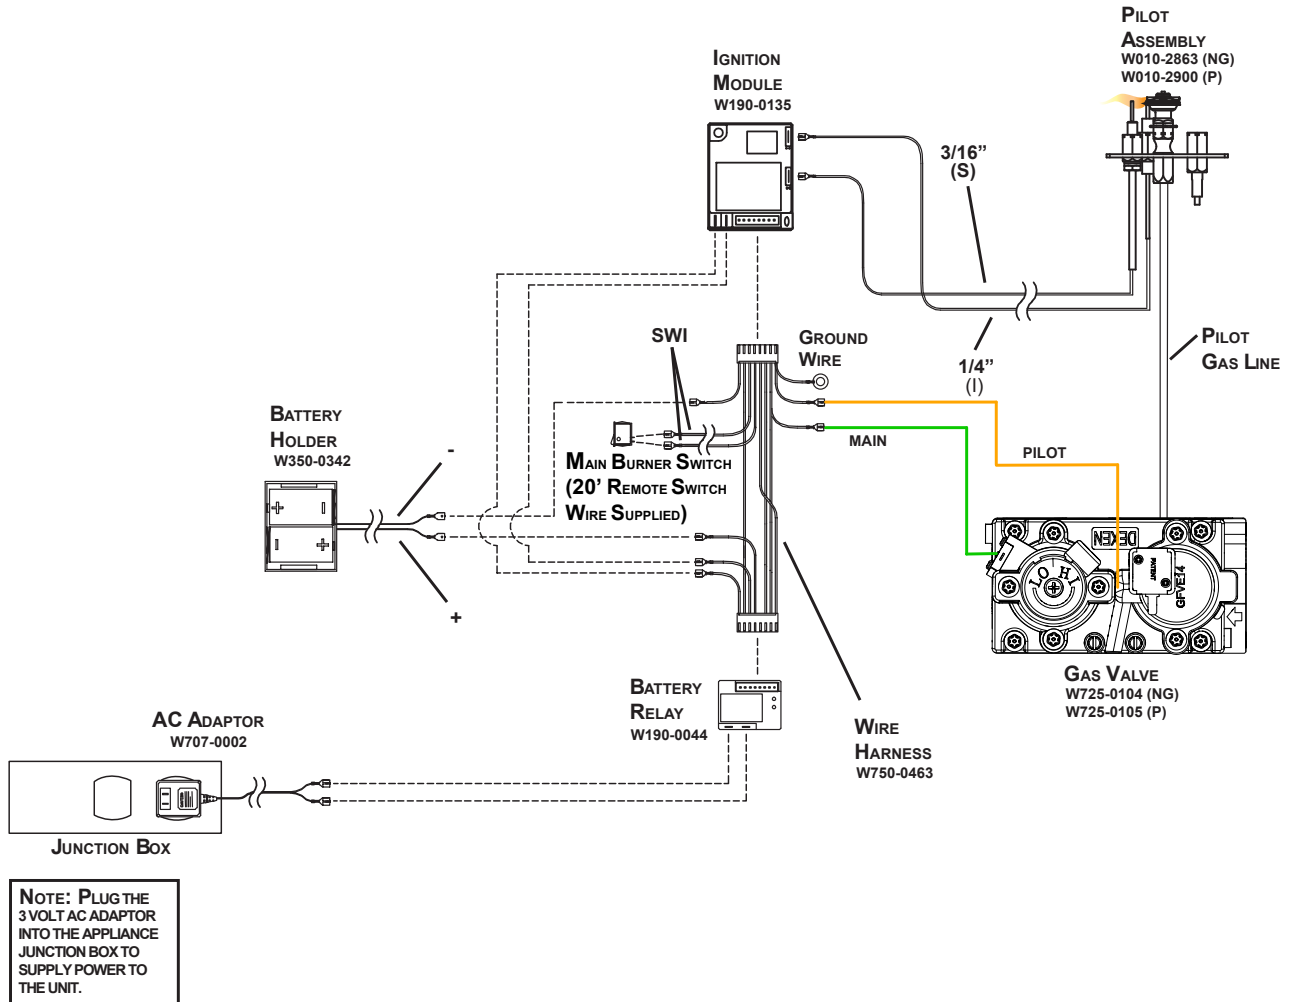 PILOT
ASSEMBLY
W010-2863 (NG)
W010-2900 (P)
IGNITION
MODULE
W190-0135
3/16”
(S)
1/4”
(I)
PILOT
GAS LINE
SWI
GROUND
WIRE
MAIN
PILOT
BATTERY
HOLDER
W350-0342
-
+
+
-
-
+
MAIN BURNER SWITCH
(20’ REMOTE SWITCH
WIRE SUPPLIED)
DEXEN
LO HI
PATENT
GFVE14
GAS VALVE
W725-0104 (NG)
W725-0105 (P)
BATTERY
RELAY
W190-0044
WIRE
HARNESS
W750-0463
AC ADAPTOR
W707-0002
JUNCTION BOX
NOTE: PLUG THE
3 VOLT AC ADAPTOR
INTO THE APPLIANCE
JUNCTION BOX TO
SUPPLY POWER TO
THE UNIT.